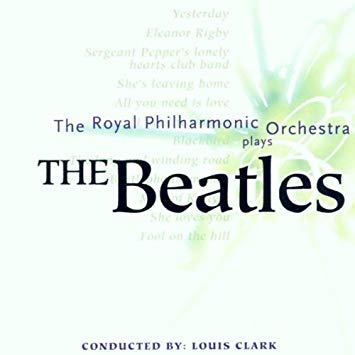 Yesterday
Eleanor Rigby
Sergeant Pepper's lonely
hearts club band
She's leaving home
All you need is love
The Royal Philharmonic Orchestra
plays
Blackbird
winding road
THE Beatles
She loves you
Fool on the hill
CONDUCTED BY: LOUIS CLARK